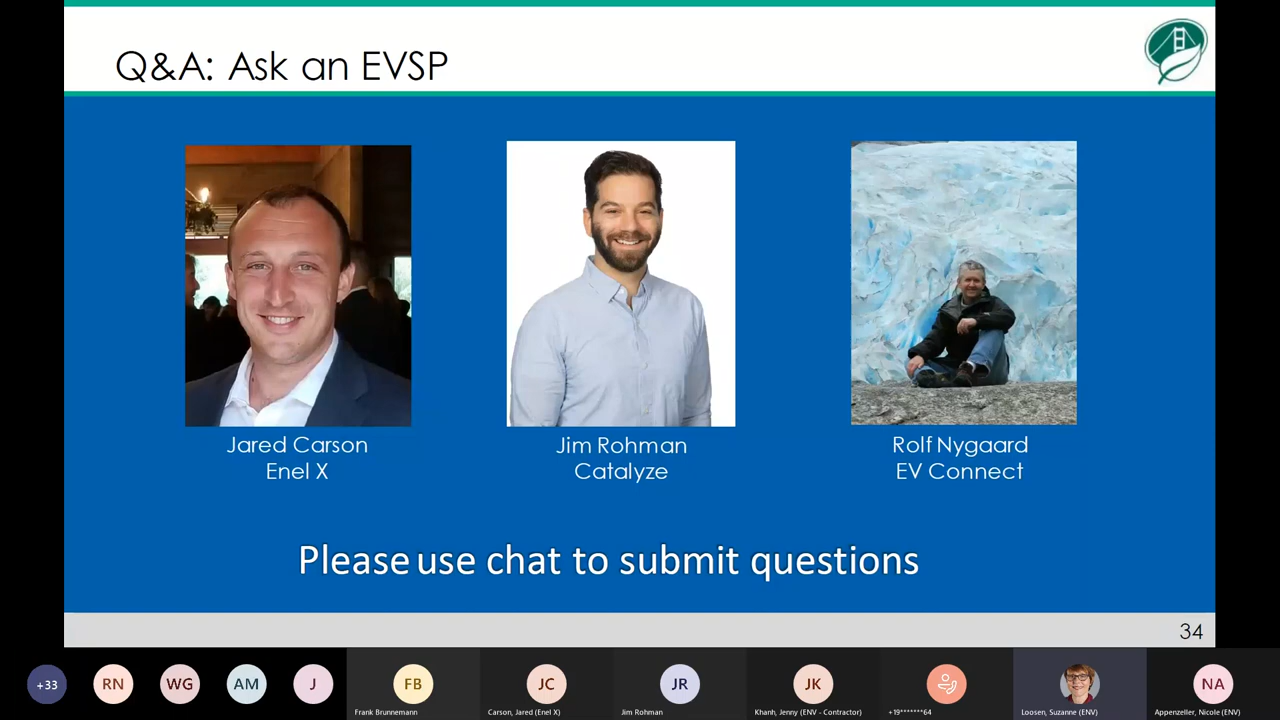 Q&A: Ask an EVSP
Jared Carson
Enel X
Jim Rohman
Catalyze
Rolf Nygaard
EV Connect
Please use chat to submit questions
34
+33
RN
WG
AM
J
FB
Frank Brunnemann
JC
Carson, Jared (Enel X)
JR
Jim Rohman
JK
Khanh, Jenny (ENV - Contractor)
+19*******64
Loosen, Suzanne (ENV)
NA
Appenzeller, Nicole (ENV)